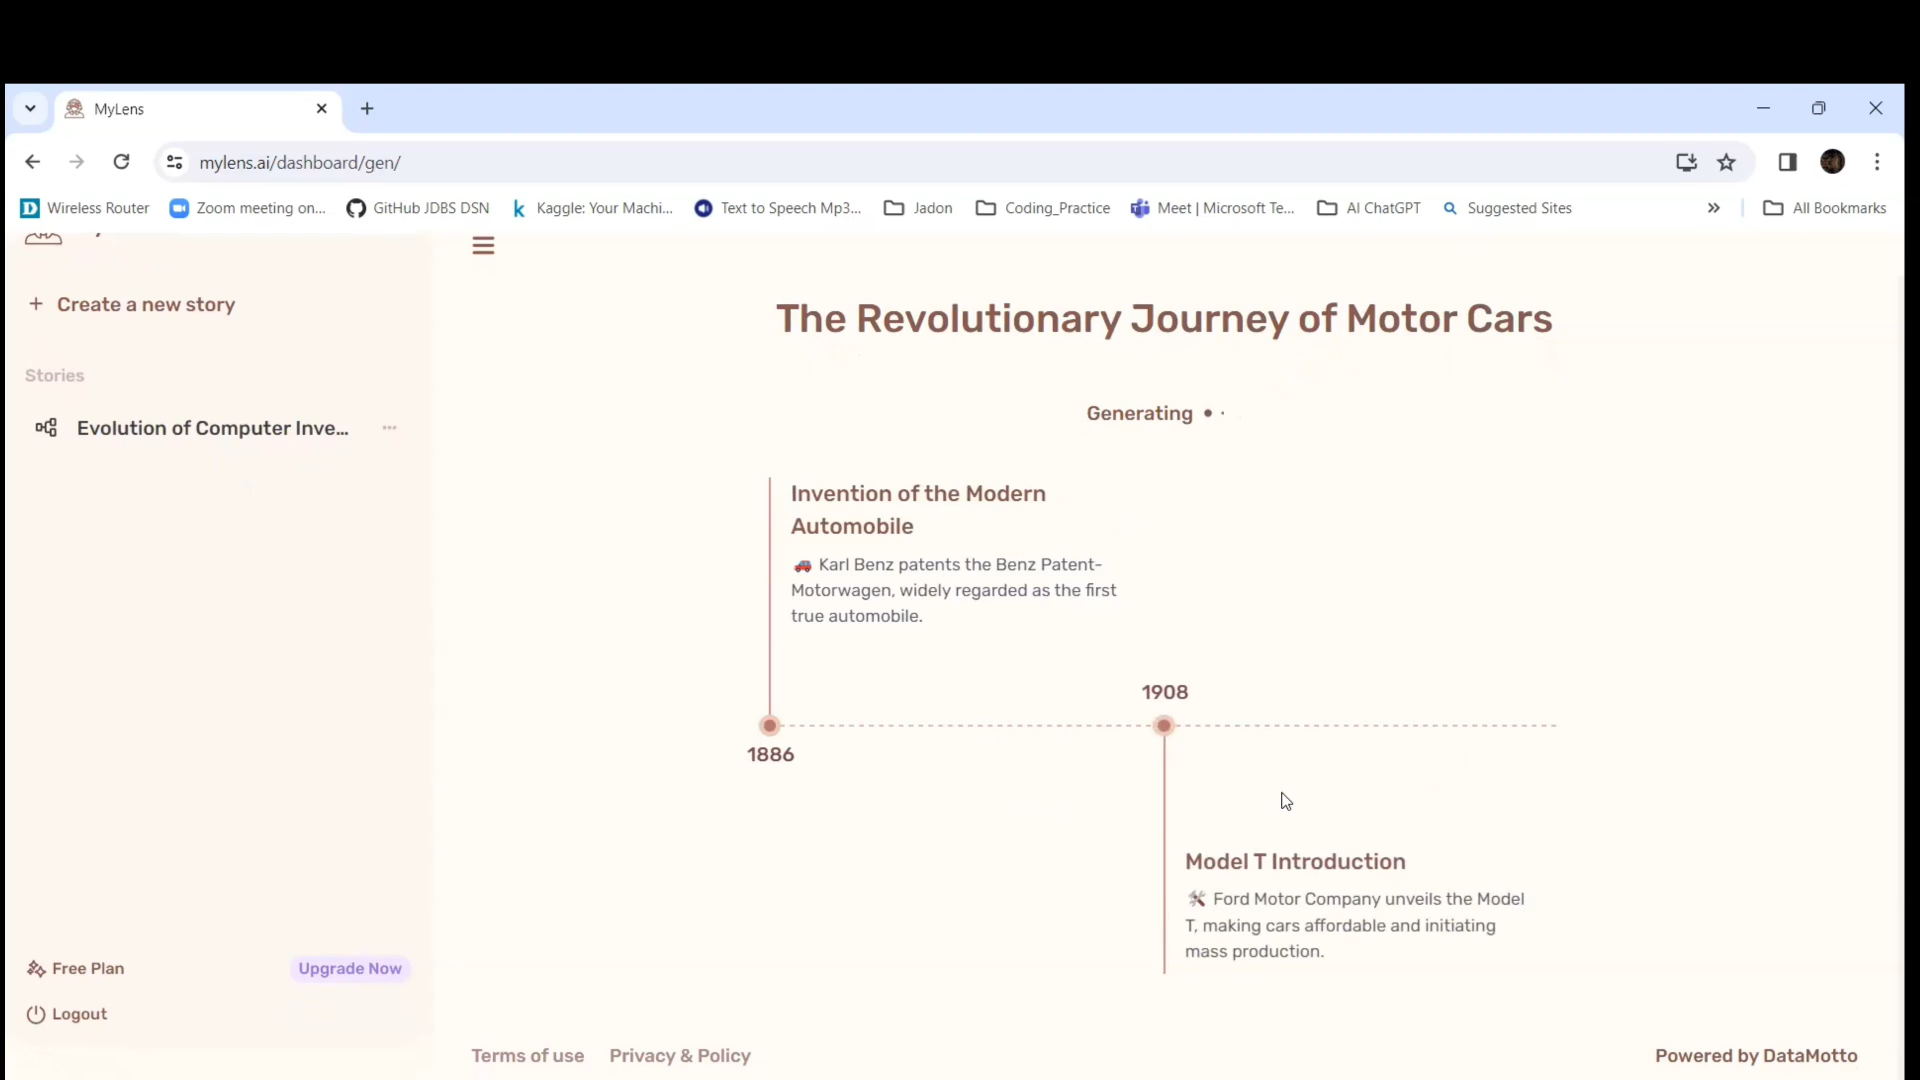 MyLens
mylens.ai/dashboard/gen/
Wireless Router
Zoom meeting on...
GitHub JDBS DSN
Kaggle: Your Machi...
Text to Speech Mp3...
Jadon
Coding_Practice
Meet | Microsoft Te...
AI ChatGPT
Suggested Sites
All Bookmarks
+ Create a new story
Stories
Evolution of Computer Inve...
The Revolutionary Journey of Motor Cars
Generating
Invention of the Modern
Automobile
🚗 Karl Benz patents the Benz Patent-
Motorwagen, widely regarded as the first
true automobile.
1908
1886
Model T Introduction
🛠 Ford Motor Company unveils the Model
T, making cars affordable and initiating
mass production.
Free Plan
Upgrade Now
Logout
Terms of use
Privacy & Policy
Powered by DataMotto